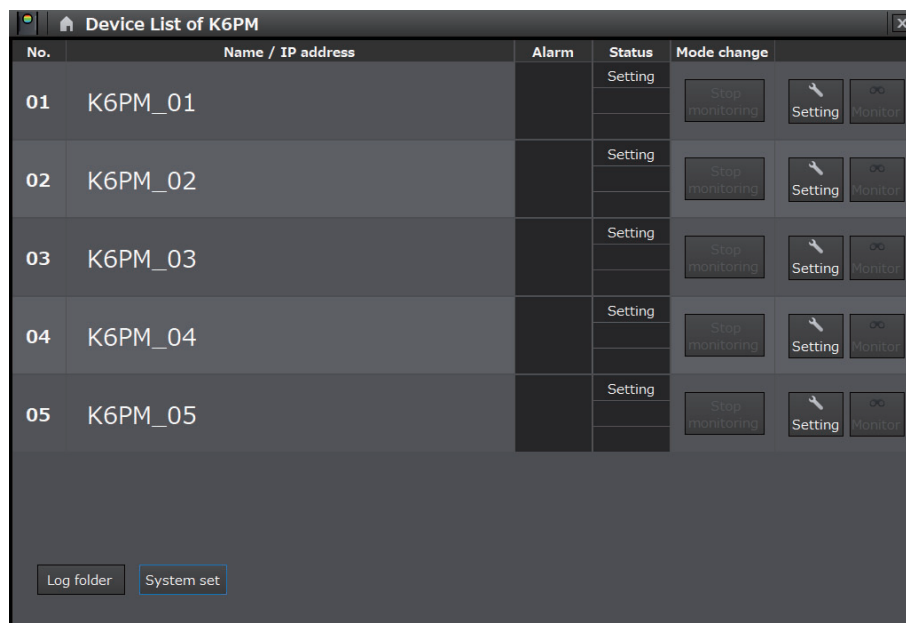 Device List of K6PM
No. Name / IP address Alarm Status Mode change
01 K6PM_01 Setting Stop monitoring Setting Monitor
02 K6PM_02 Setting Stop monitoring Setting Monitor
03 K6PM_03 Setting Stop monitoring Setting Monitor
04 K6PM_04 Setting Stop monitoring Setting Monitor
05 K6PM_05 Setting Stop monitoring Setting Monitor
Log folder System set